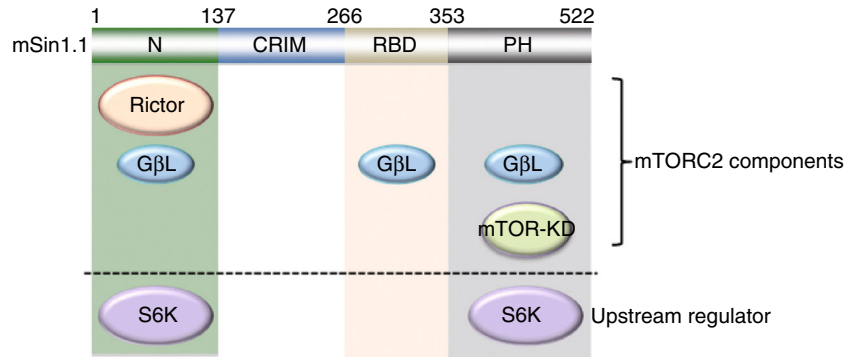 1 137 266 353 522
mSin1.1 N CRIM RBD PH
Rictor
GβL GβL GβL
mTORC2 components
mTOR-KD
S6K S6K Upstream regulator